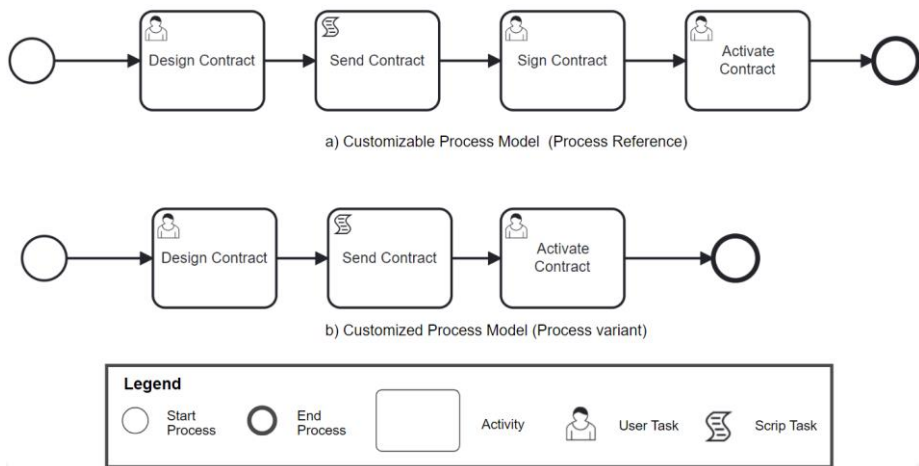 Design Contract
Send Contract
Sign Contract
Activate
Contract
a) Customizable Process Model (Process Reference)
Design Contract
Send Contract
Activate
Contract
b) Customized Process Model (Process variant)
Legend
Start
Process
End
Process
Activity
User Task
Scrip Task